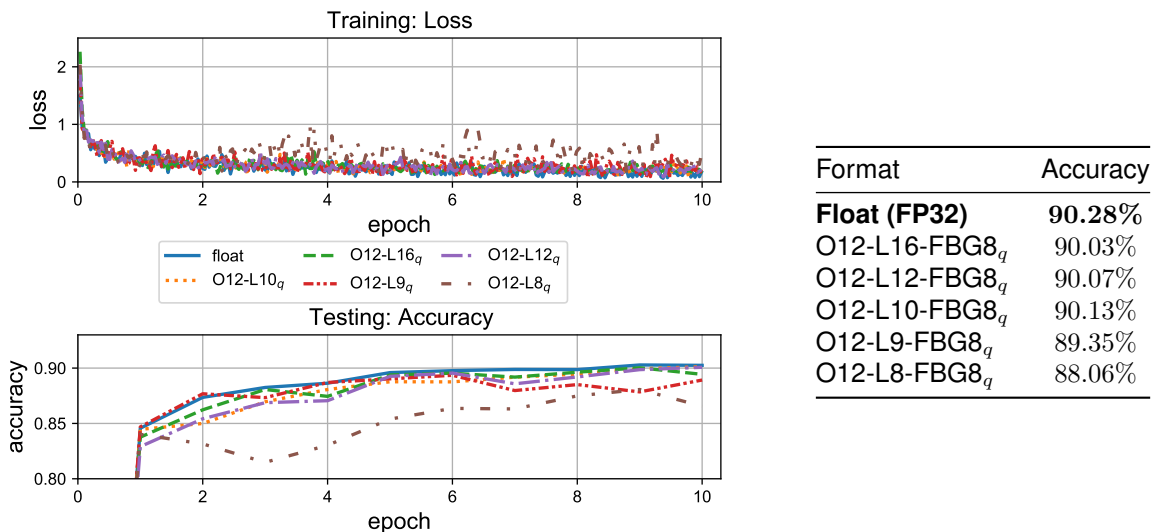 Training: Loss
2
1
0
loss
0 2 4 6 8 10
epoch
float O12-L16q O12-L12q
O12-L10q O12-L9q O12-L8q
Testing: Accuracy
0.90
0.85
0.80
accuracy
0 2 4 6 8 10
epoch
Format Accuracy
Float (FP32) 90.28%
O12-L16-FBG8q 90.03%
O12-L12-FBG8q 90.07%
O12-L10-FBG8q 90.13%
O12-L9-FBG8q 89.35%
O12-L8-FBG8q 88.06%